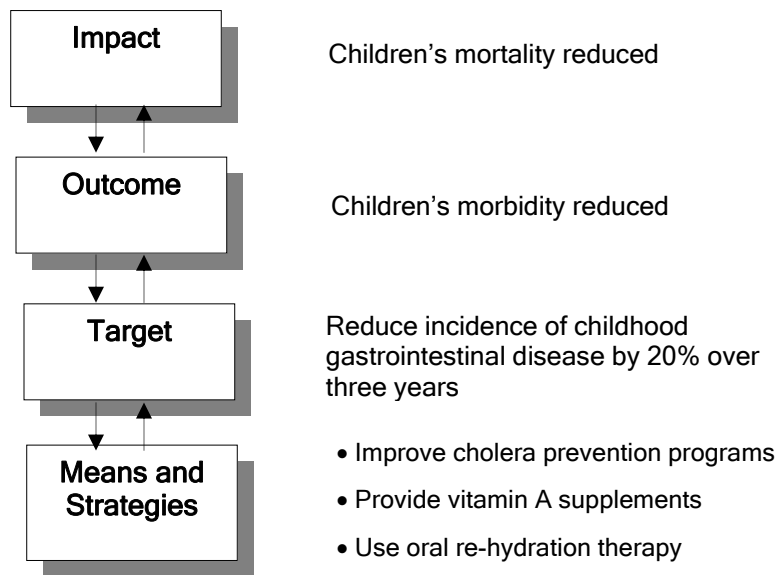 Impact
Children’s mortality reduced
Outcome
Children’s morbidity reduced
Target
Reduce incidence of childhood
gastrointestinal disease by 20% over
three years
Means and
Strategies
• Improve cholera prevention programs
• Provide vitamin A supplements
• Use oral re-hydration therapy